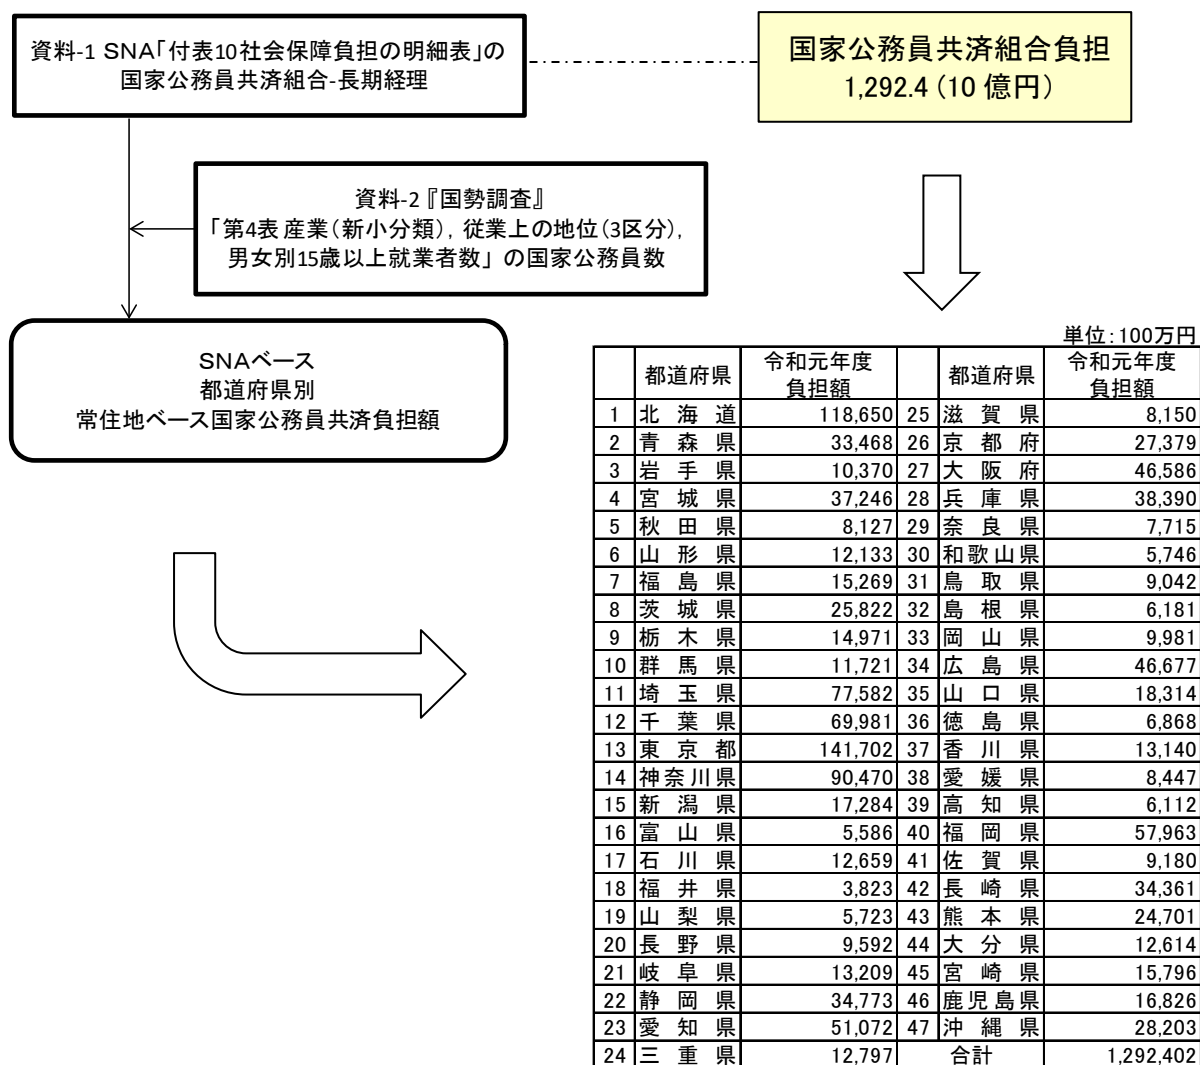 資料-1 SNA「付表10社会保障負担の明細表」の
国家公務員共済組合-長期経理
国家公務員共済組合負担
1,292.4（10 億円）
資料-2『国勢調査』
「第4表 産業（新小分類），従業上の地位（3区分），
男女別15歳以上就業者数」の国家公務員数
SNAベース
都道府県別
常住地ベース国家公務員共済負担額
単位：100万円
都道府県 令和元年度 負担額 都道府県 令和元年度 負担額
1 北海道 118,650 25 滋賀県 8,150
2 青森県 33,468 26 京都府 27,379
3 岩手県 10,370 27 大阪府 46,586
4 宮城県 37,246 28 兵庫県 38,390
5 秋田県 8,127 29 奈良県 7,715
6 山形県 12,133 30 和歌山県 5,746
7 福島県 15,269 31 鳥取県 9,042
8 茨城県 25,822 32 島根県 6,181
9 栃木県 14,971 33 岡山県 9,981
10 群馬県 11,721 34 広島県 46,677
11 埼玉県 77,582 35 山口県 18,314
12 千葉県 69,981 36 徳島県 6,868
13 東京都 141,702 37 香川県 13,140
14 神奈川県 90,470 38 愛媛県 8,447
15 新潟県 17,284 39 高知県 6,112
16 富山県 5,586 40 福岡県 57,963
17 石川県 12,659 41 佐賀県 9,180
18 福井県 3,823 42 長崎県 34,361
19 山梨県 5,723 43 熊本県 24,701
20 長野県 9,592 44 大分県 12,614
21 岐阜県 13,209 45 宮崎県 15,796
22 静岡県 34,773 46 鹿児島県 16,826
23 愛知県 51,072 47 沖縄県 28,203
24 三重県 12,797 合計 1,292,402